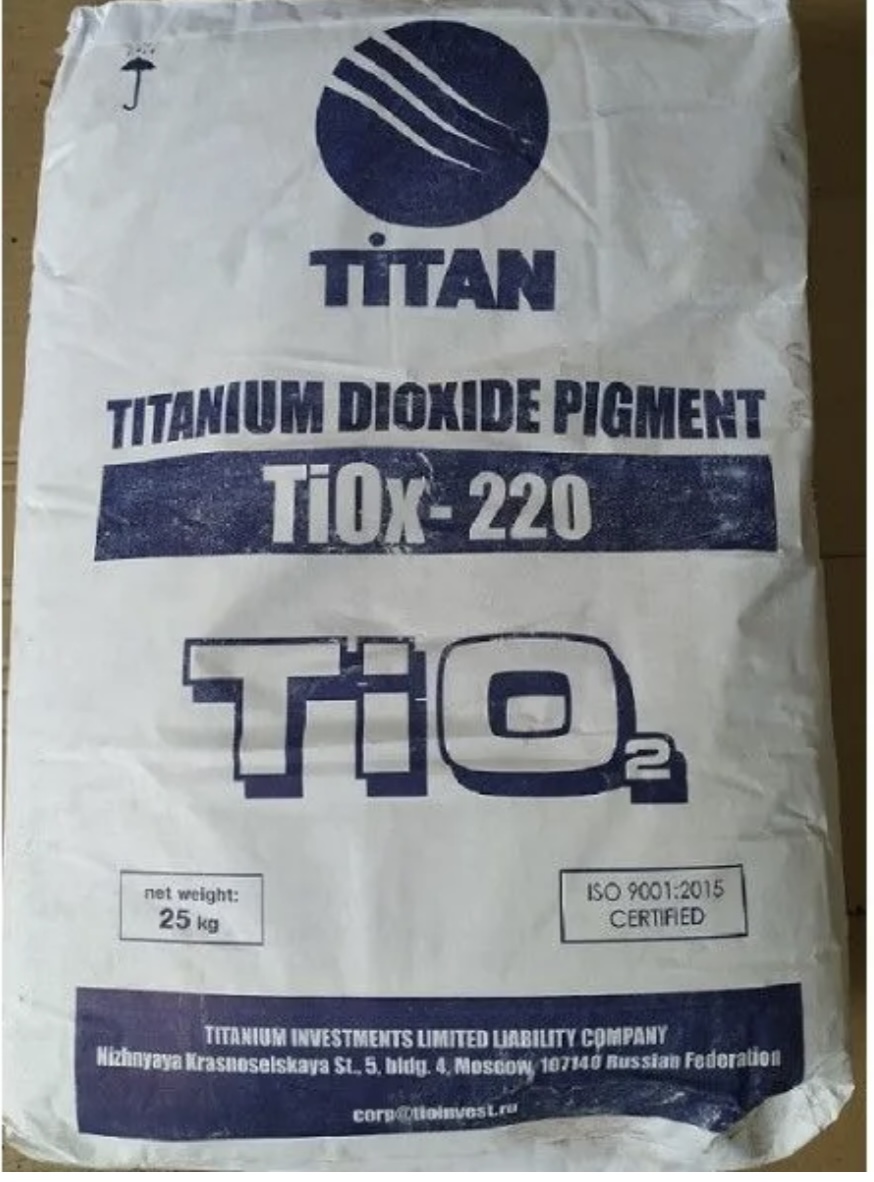 TiTAN
TITANIUM DIOXIDE PIGMENT
TiOx- 220
TiO₂
net weight:
25 kg
ISO 9001:2015
CERTIFIED
TITANIUM INVESTMENTS LIMITED LIABILITY COMPANY
Nizhnyaya Krasnoselskaya St., 5, bldg. 4, Moscow, 107140 Russian Federation
corp@tioinvest.ru